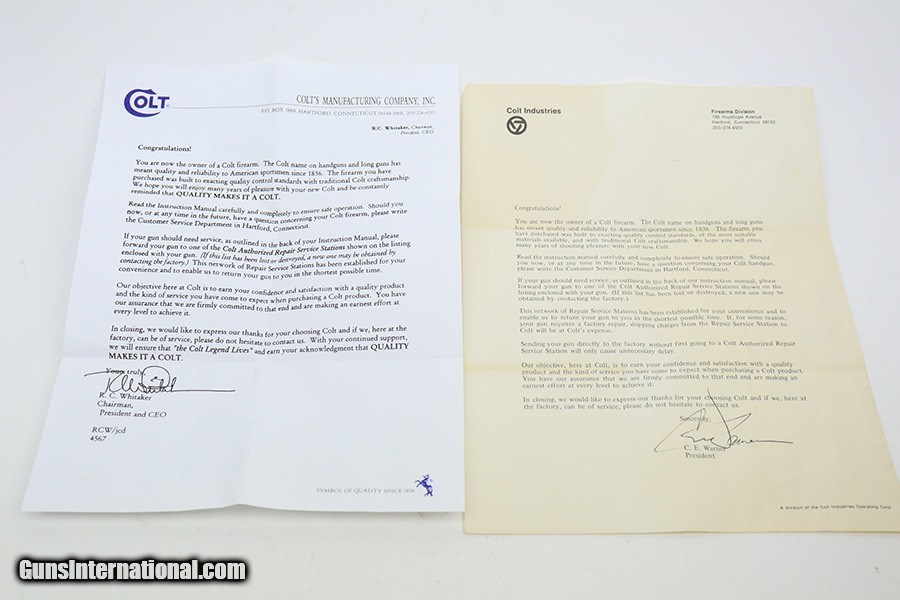 COLT
COLT'S MANUFACTURING COMPANY, INC.
P.O. BOX 1868, HARTFORD, CONNECTICUT
R.C. Whitaker, Chairman
President, CEO
Congratulations!
You are now the owner of a Colt firearm. The Colt name on handguns and long guns has
meant quality and reliability to American sportsmen since 1836. The firearm you have
purchased was built to exacting quality control standards with traditional Colt craftsmanship.
We hope you will enjoy many years of pleasure with your new Colt and be constantly
reminded that QUALITY MAKES IT A COLT.
Read the Instruction Manual carefully and completely to ensure safe operation. Should you
now, or at any time in the future, have a question concerning your Colt firearm, please write
the Customer Service Department in Hartford, Connecticut.
If your gun should need service, as outlined in the back of your Instruction Manual, please
forward your gun to one of the Colt Authorized Repair Service Stations shown on the listing
enclosed with your gun. (If this list has been lost or destroyed, a new one may be obtained by
contacting the factory.) This network of Repair Service Stations has been established for your
convenience and to enable us to return your gun to you in the shortest possible time.
Our objective here at Colt is to earn your confidence and satisfaction with a quality product
and the kind of service you have come to expect when purchasing a Colt product. You have
our assurance that we are firmly committed to that end and are making an earnest effort at
every level to achieve it.
In closing, we would like to express our thanks for your choosing Colt and if we, here at the
factory, can be of service, please do not hesitate to contact us. With your continued support,
we will ensure that "the Colt Legend Lives" and earn your acknowledgment that QUALITY
MAKES IT A COLT.
Yours truly,
R. C. Whitaker
Chairman,
President and CEO
RCW/jcd
4567
SYMBOL OF QUALITY SINCE 1836
Colt Industries
Firearms Division
150 Huyshope Avenue
Hartford, Connecticut 06102
203/278-8550
Congratulations!
You are now the owner of a Colt firearm. The Colt name on handguns and long guns
has meant quality and reliability to American sportsmen since 1836. The firearm you
have purchased was built to exacting quality control standards, of the most suitable
materials available, and with traditional Colt craftsmanship. We hope you will enjoy
many years of shooting pleasure with your new Colt.
Read the instruction manual carefully and completely to ensure safe operation. Should
you now, or at any time in the future, have a question concerning your Colt handgun,
please write the Customer Service Department in Hartford, Connecticut.
If your gun should need service, as outlined in the back of your instruction manual, please
forward your gun to one of the Colt Authorized Repair Service Stations shown on the
listing enclosed with your gun. (If this list has been lost or destroyed, a new one may be
obtained by contacting the factory.)
This network of Repair Service Stations has been established for your convenience and to
enable us to return your gun to you in the shortest possible time. If, for some reason,
your gun requires a factory repair, shipping charges from the Repair Service Station to
Colt will be at Colt's expense.
Sending your gun directly to the factory without first going to a Colt Authorized Repair
Service Station will only cause unnecessary delay.
Our objective, here at Colt, is to earn your confidence and satisfaction with a quality
product and the kind of service you have come to expect when purchasing a Colt product.
You have our assurance that we are firmly committed to that end and are making an
earnest effort at every level to achieve it.
In closing, we would like to express our thanks for your choosing Colt and if we, here at
the factory, can be of service, please do not hesitate to contact us.
Sincerely,
C. E. Warner
President
A division of the Colt Industries Operating Corp
GunsInternational.com